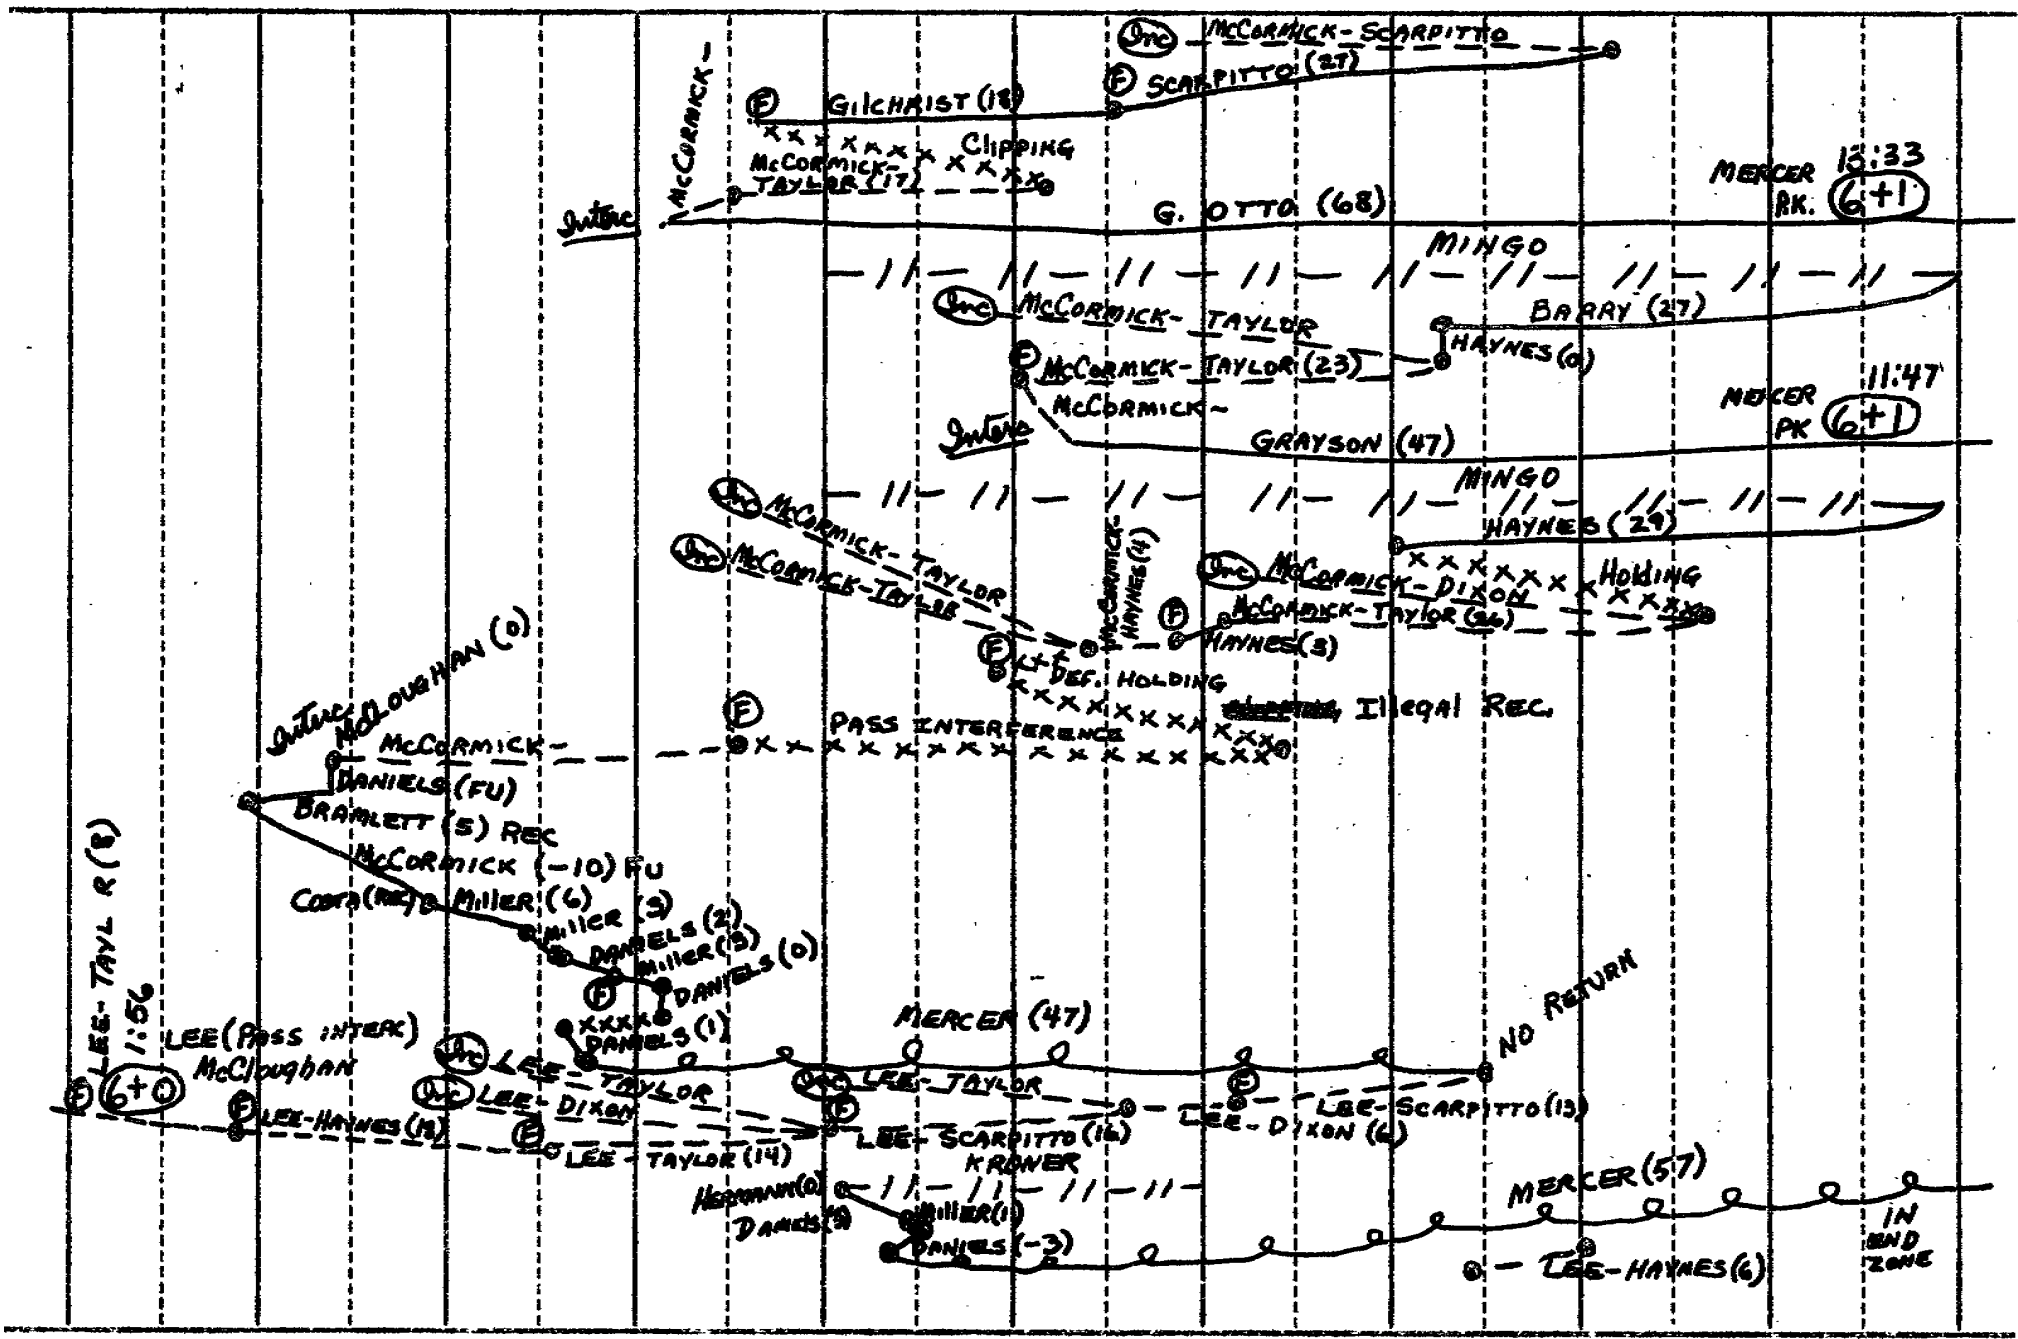 Inc McCORMICK-SCARPITTO
F SCARPITTO (27)
McCORMICK-
F GILCHRIST (18)
CLIPPING
McCORMICK-
TAYLOR (17)
Interc
G. OTTO (68)
MERCER
PK.
6+1
MINGO
Inc McCORMICK- TAYLOR
BARRY (27)
HAYNES (0)
F McCORMICK- TAYLOR (23)
McCORMICK-
Interc
GRAYSON (47)
11:47
MERCER
PK 6+1
MINGO
Inc McCORMICK- TAYLOR
HAYNES (29)
Inc McCORMICK-TAYLOR
McCORMICK-
HAYNES (4)
Inc McCORMICK-DIXON
HOLDING
F McCORMICK-TAYLOR (26)
HAYNES (3)
F DEF. HOLDING
Illegal REC.
F PASS INTERFERENCE
Interc
McCLOUGHAN (0)
McCORMICK-
DANIELS (FU)
BRAMLETT (5) REC
McCORMICK (-10) FU
COSTA (REC) MILLER (6)
MILLER (3)
DANIELS (2)
F MILLER (3)
DANIELS (0)
DANIELS (1)
MERCER (47)
NO RETURN
LEE-TAYL R (8)
1:56
F 6+0
LEE (PASS INTERC)
McCloughan
Inc LEE- TAYLOR
Inc LEE-DIXON
Inc LEE-TAYLOR
F LEE-SCARPITTO (13)
LEE-DIXON (6)
F LEE-HAYNES (18)
F LEE-TAYLOR (14)
F LEE-SCARPITTO (16)
KRONER
HERMANN (0)
DANIELS
MILLER (1)
DANIELS (-3)
MERCER (57)
IN
END
ZONE
LEE-HAYNES (6)